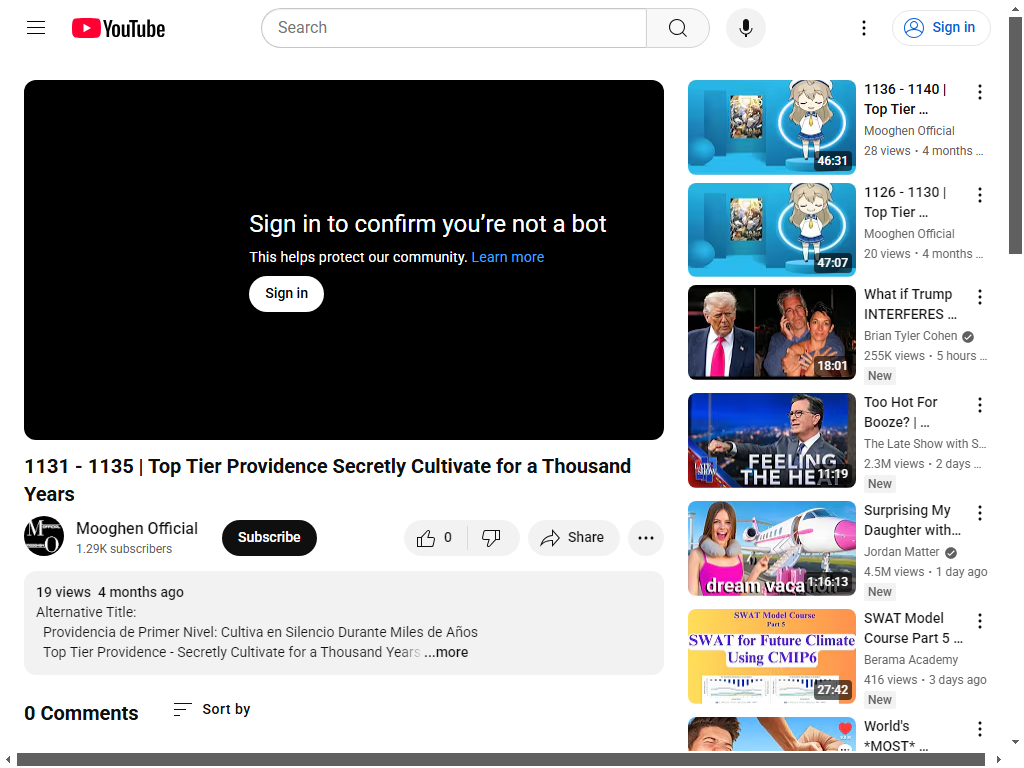 YouTube
Search
Sign in
Sign in to confirm you’re not a bot
This helps protect our community. Learn more
Sign in
1131 - 1135 | Top Tier Providence Secretly Cultivate for a Thousand
Years
Mooghen Official
1.29K subscribers
Subscribe
0
Share
19 views 4 months ago
Alternative Title:
Providencia de Primer Nivel: Cultiva en Silencio Durante Miles de Años
Top Tier Providence - Secretly Cultivate for a Thousand Years ...more
0 Comments
Sort by
46:31
1136 - 1140 |
Top Tier ...
Mooghen Official
28 views • 4 months ...
47:07
1126 - 1130 |
Top Tier ...
Mooghen Official
20 views • 4 months ...
18:01
What if Trump
INTERFERES ...
Brian Tyler Cohen
255K views • 5 hours ...
New
FEELING
THE HEA
11:19
Too Hot For
Booze? | ...
The Late Show with S...
2.3M views • 2 days ...
New
dream vaca
1:16:13
Surprising My
Daughter with...
Jordan Matter
4.5M views • 1 day ago
New
SWAT Model Course
Part 5
SWAT for Future Climate
Using CMIP6
27:42
SWAT Model
Course Part 5 ...
Berama Academy
416 views • 3 days ago
New
World's
*MOST* ...